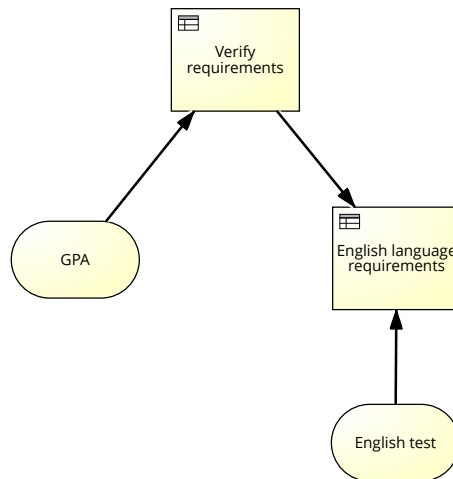 Verify
requirements
GPA
English language
requirements
English test